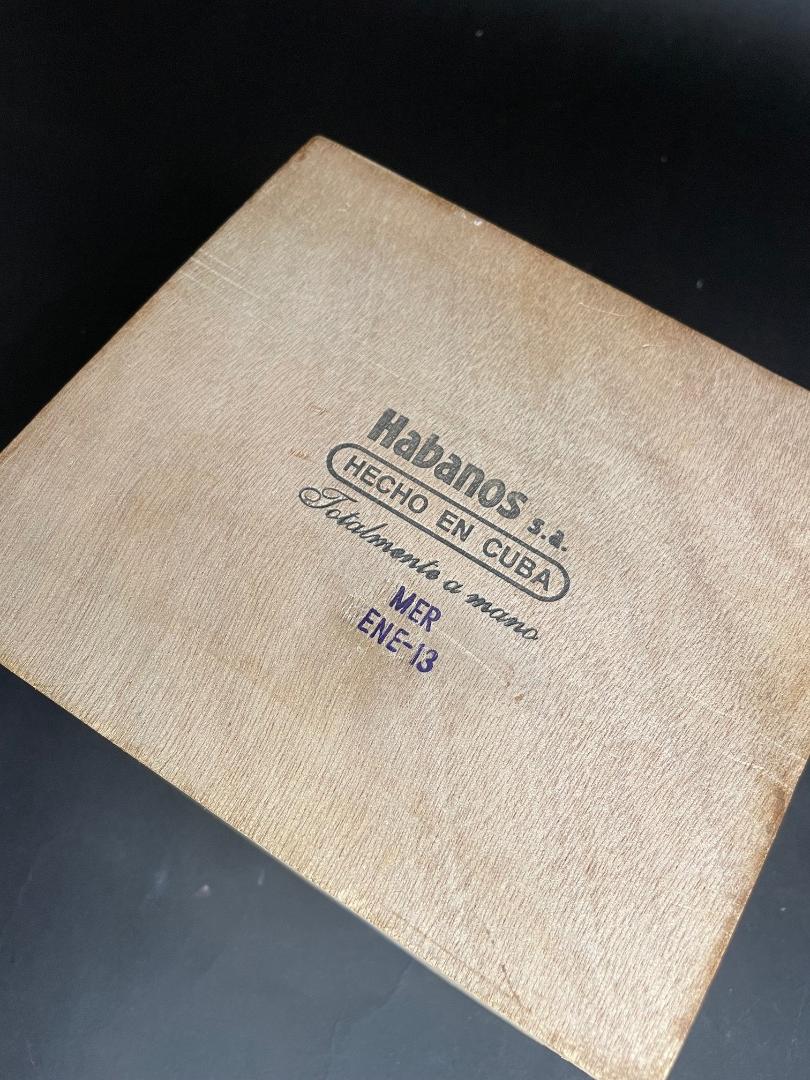 Habanos s.a.
HECHO EN CUBA
Totalmente a mano
MER
ENE-13